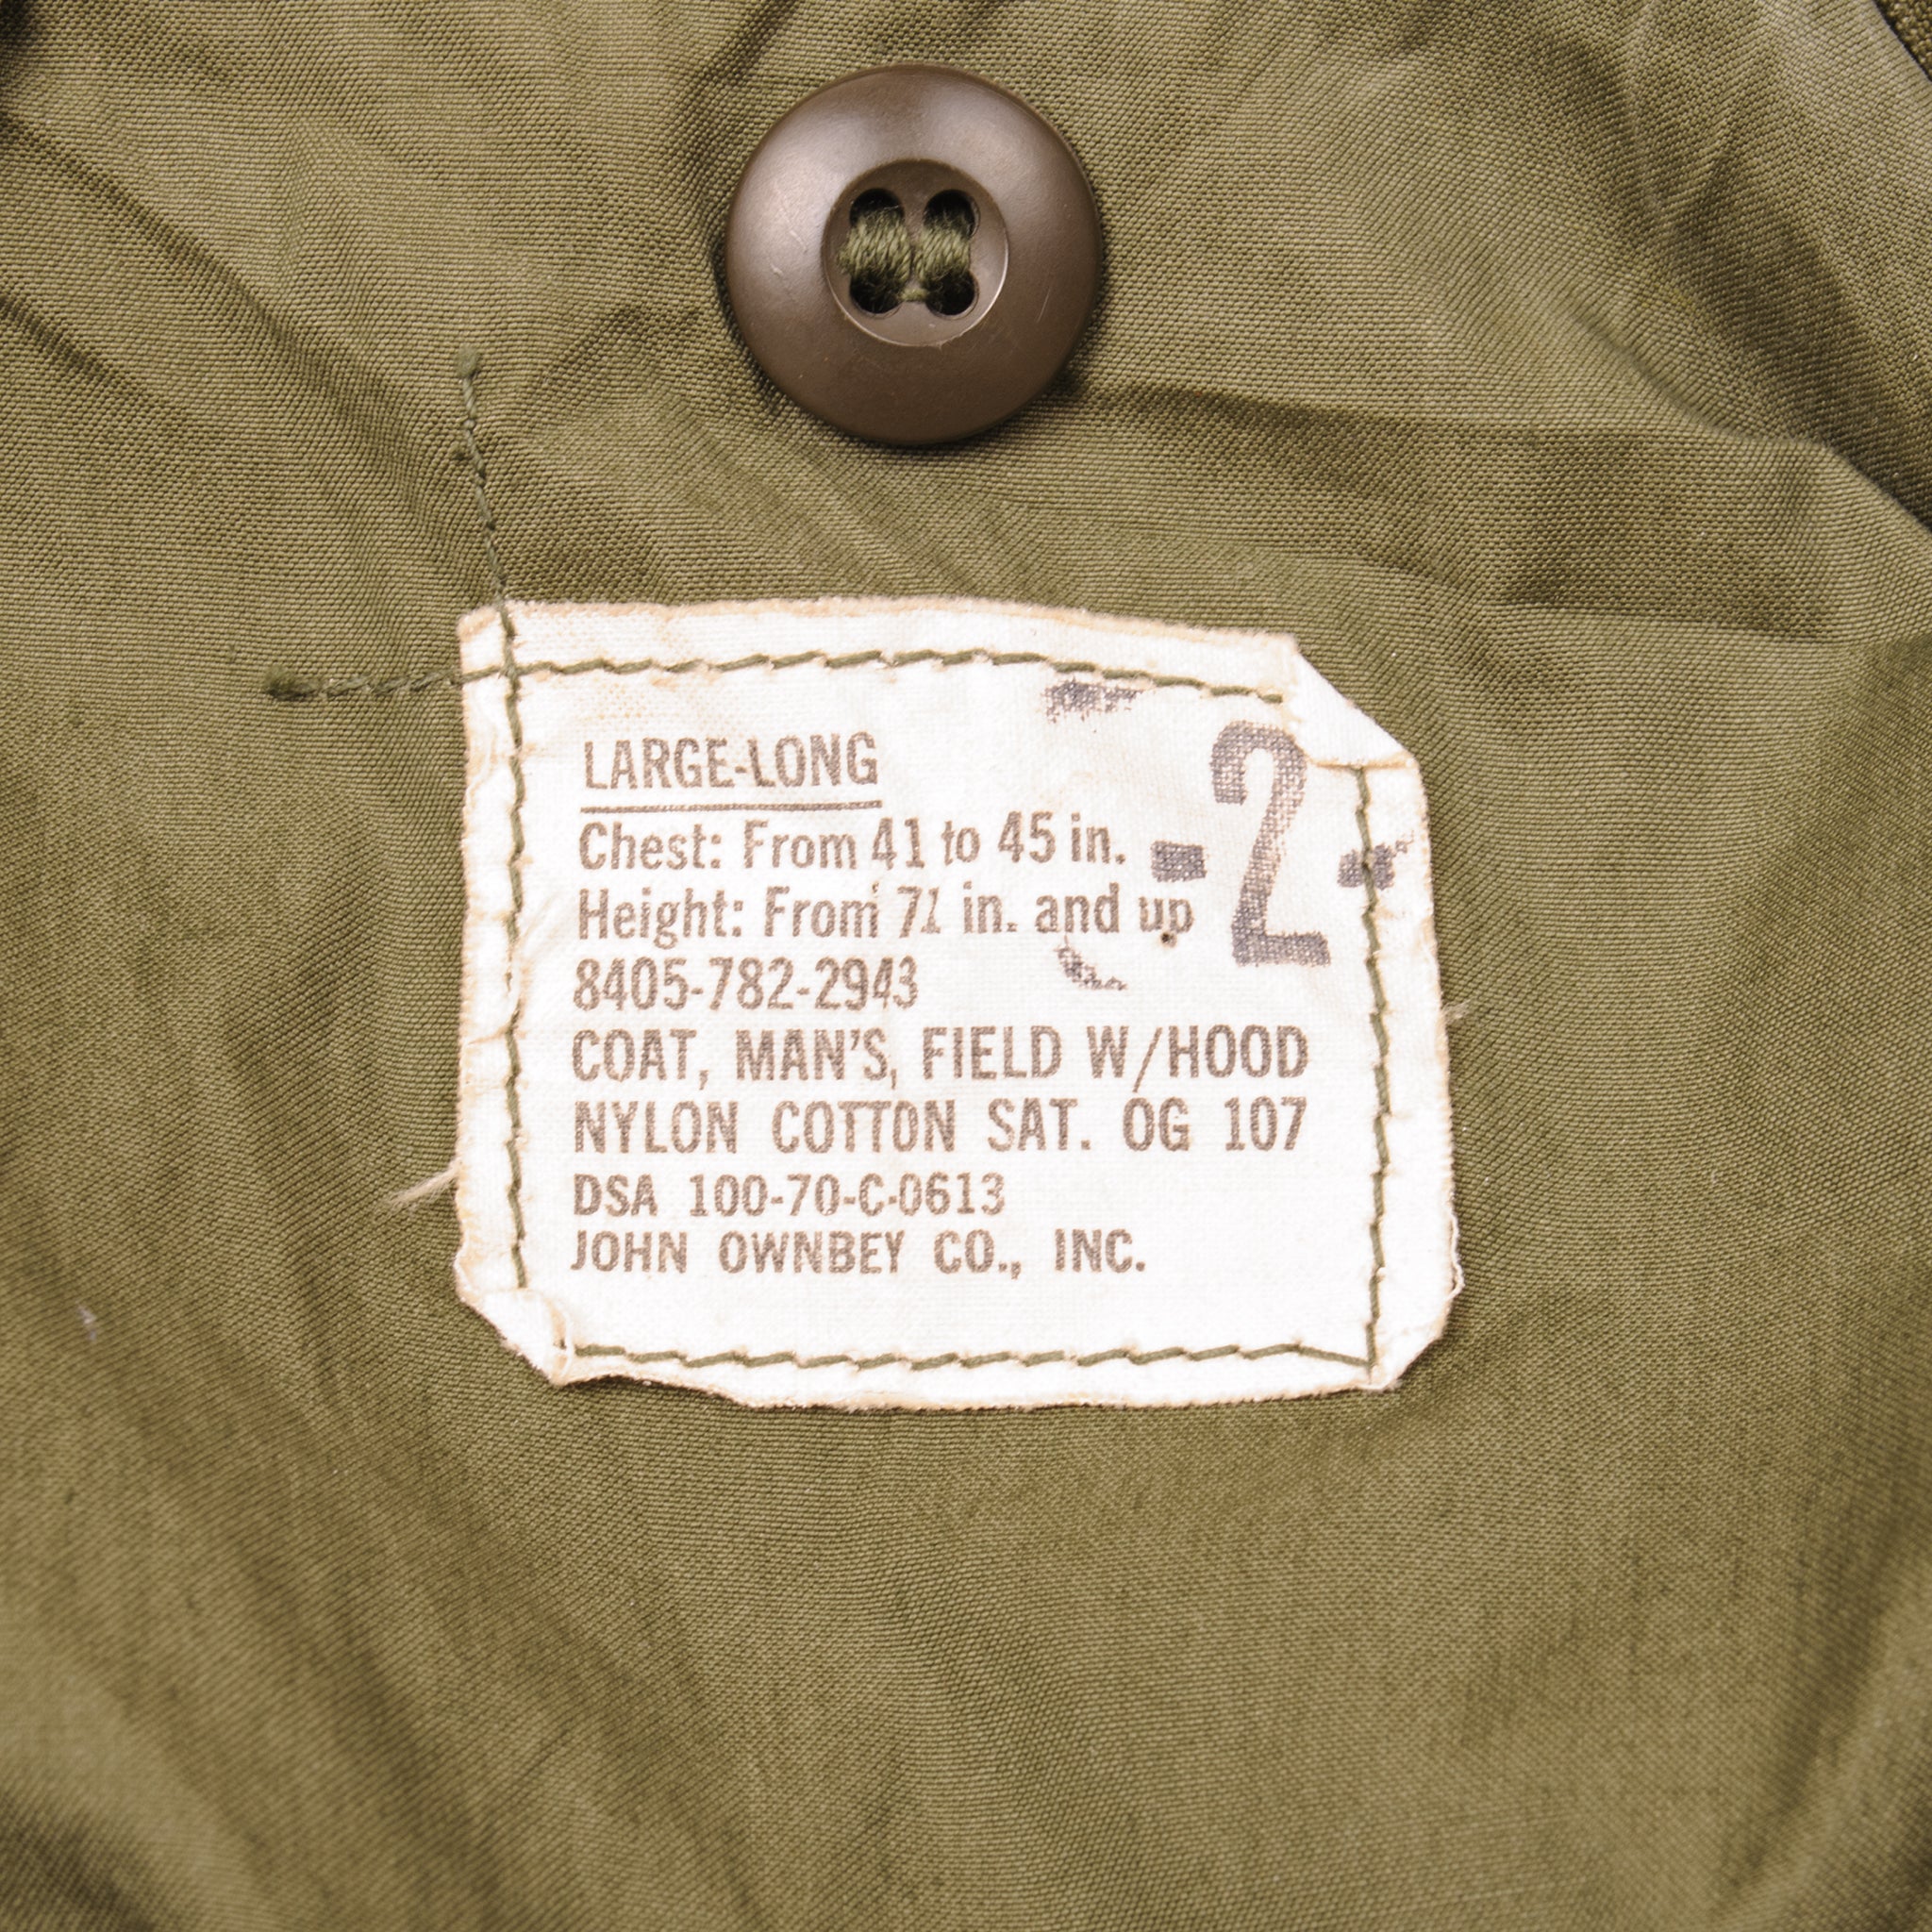 LARGE-LONG
Chest: From 41 to 45 in.
-2-
Height: From 71 in. and up
8405-782-2943
COAT, MAN'S, FIELD W/HOOD
NYLON COTTON SAT. OG 107
DSA 100-70-C-0613
JOHN OWNBEY CO., INC.